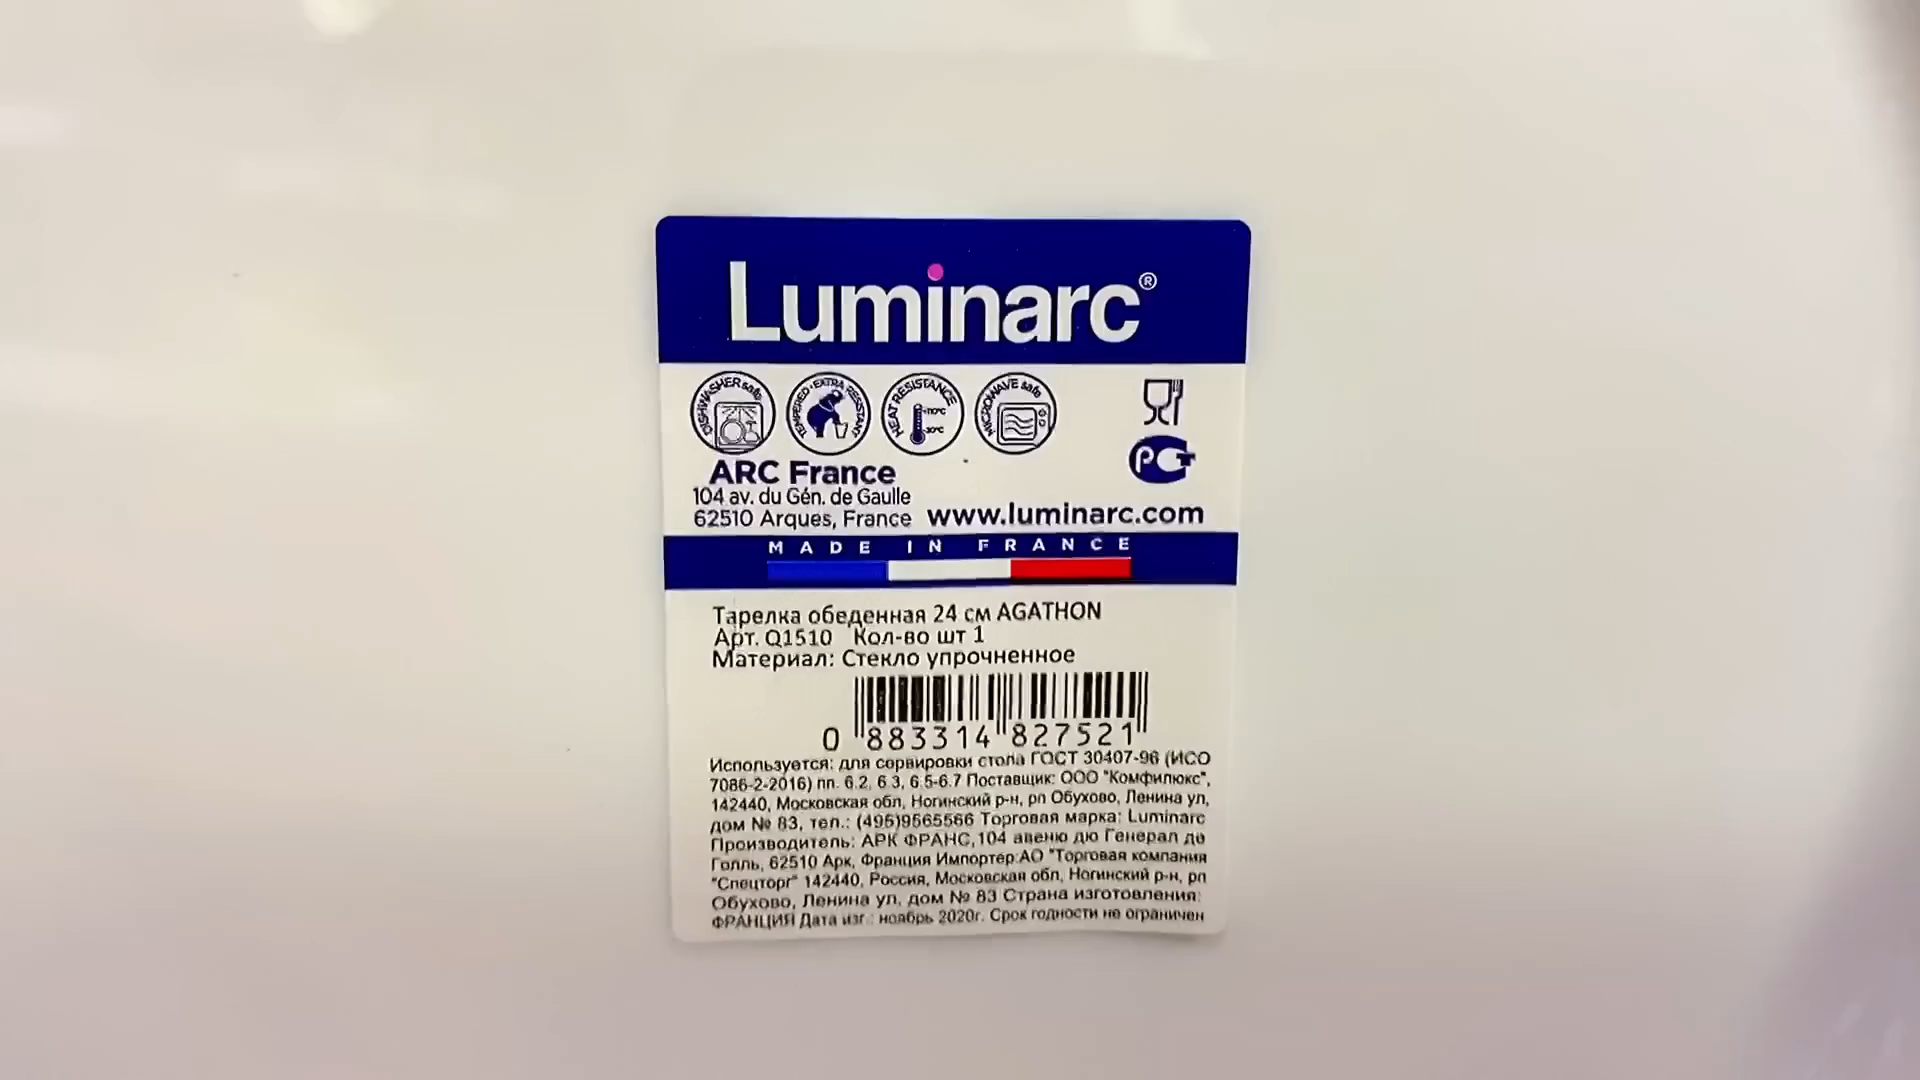 Luminarc®
DISHWASHER safe
TEMPERED • EXTRA RESISTANT
HEAT RESISTANCE
+110°C
-30°C
MICROWAVE safe
РСТ
ARC France
104 av. du Gén. de Gaulle
62510 Arques, France www.luminarc.com
MADE IN FRANCE
Тарелка обеденная 24 см AGATHON
Арт. Q1510 Кол-во шт 1
Материал: Стекло упрочненное
0 883314 827521
Используется: для сервировки стола ГОСТ 30407-96 (ИСО
7086-2-2016) пп. 6.2, 6.3, 6.5-6.7 Поставщик: ООО "Комфилюкс",
142440, Московская обл, Ногинский р-н, рп Обухово, Ленина ул,
дом № 83, тел.: (495)9565566 Торговая марка: Luminarc
Производитель: АРК ФРАНС,104 авеню дю Генерал де
Голль, 62510 Арк, Франция Импортер:АО "Торговая компания
"Спецторг" 142440, Россия, Московская обл, Ногинский р-н, рп
Обухово, Ленина ул, дом № 83 Страна изготовления:
ФРАНЦИЯ Дата изг.: ноябрь 2020г. Срок годности не ограничен